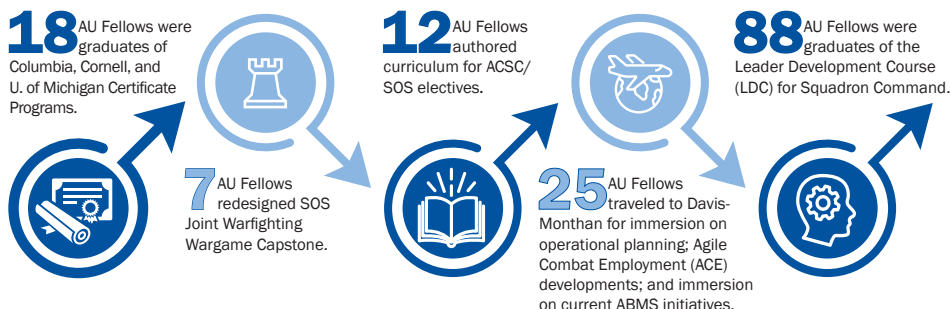 18 AU Fellows were
graduates of
Columbia, Cornell, and
U. of Michigan Certificate
Programs.
7 AU Fellows
redesigned SOS
Joint Warfighting
Wargame Capstone.
12 AU Fellows
authored
curriculum for ACSC/
SOS electives.
25 AU Fellows
traveled to Davis-
Monthan for immersion on
operational planning; Agile
Combat Employment (ACE)
developments; and immersion
on current ABMS initiatives.
88 AU Fellows were
graduates of the
Leader Development Course
(LDC) for Squadron Command.